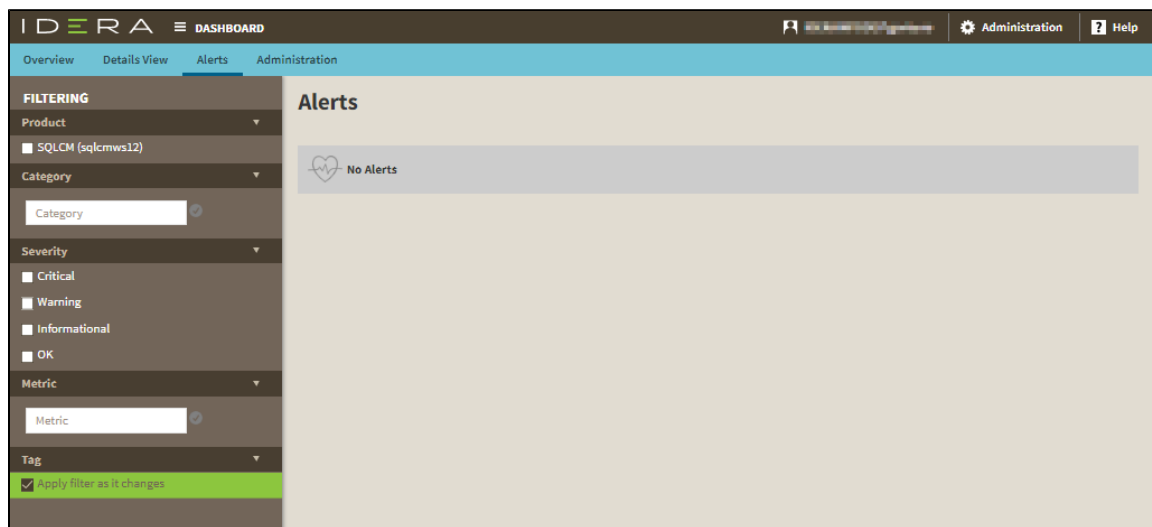 IDERA DASHBOARD
Administration
Help
Overview Details View Alerts Administration
FILTERING
Product
SQLCM (sqlcmws12)
Category
Category
Severity
Critical
Warning
Informational
OK
Metric
Metric
Tag
Apply filter as it changes
Alerts
No Alerts